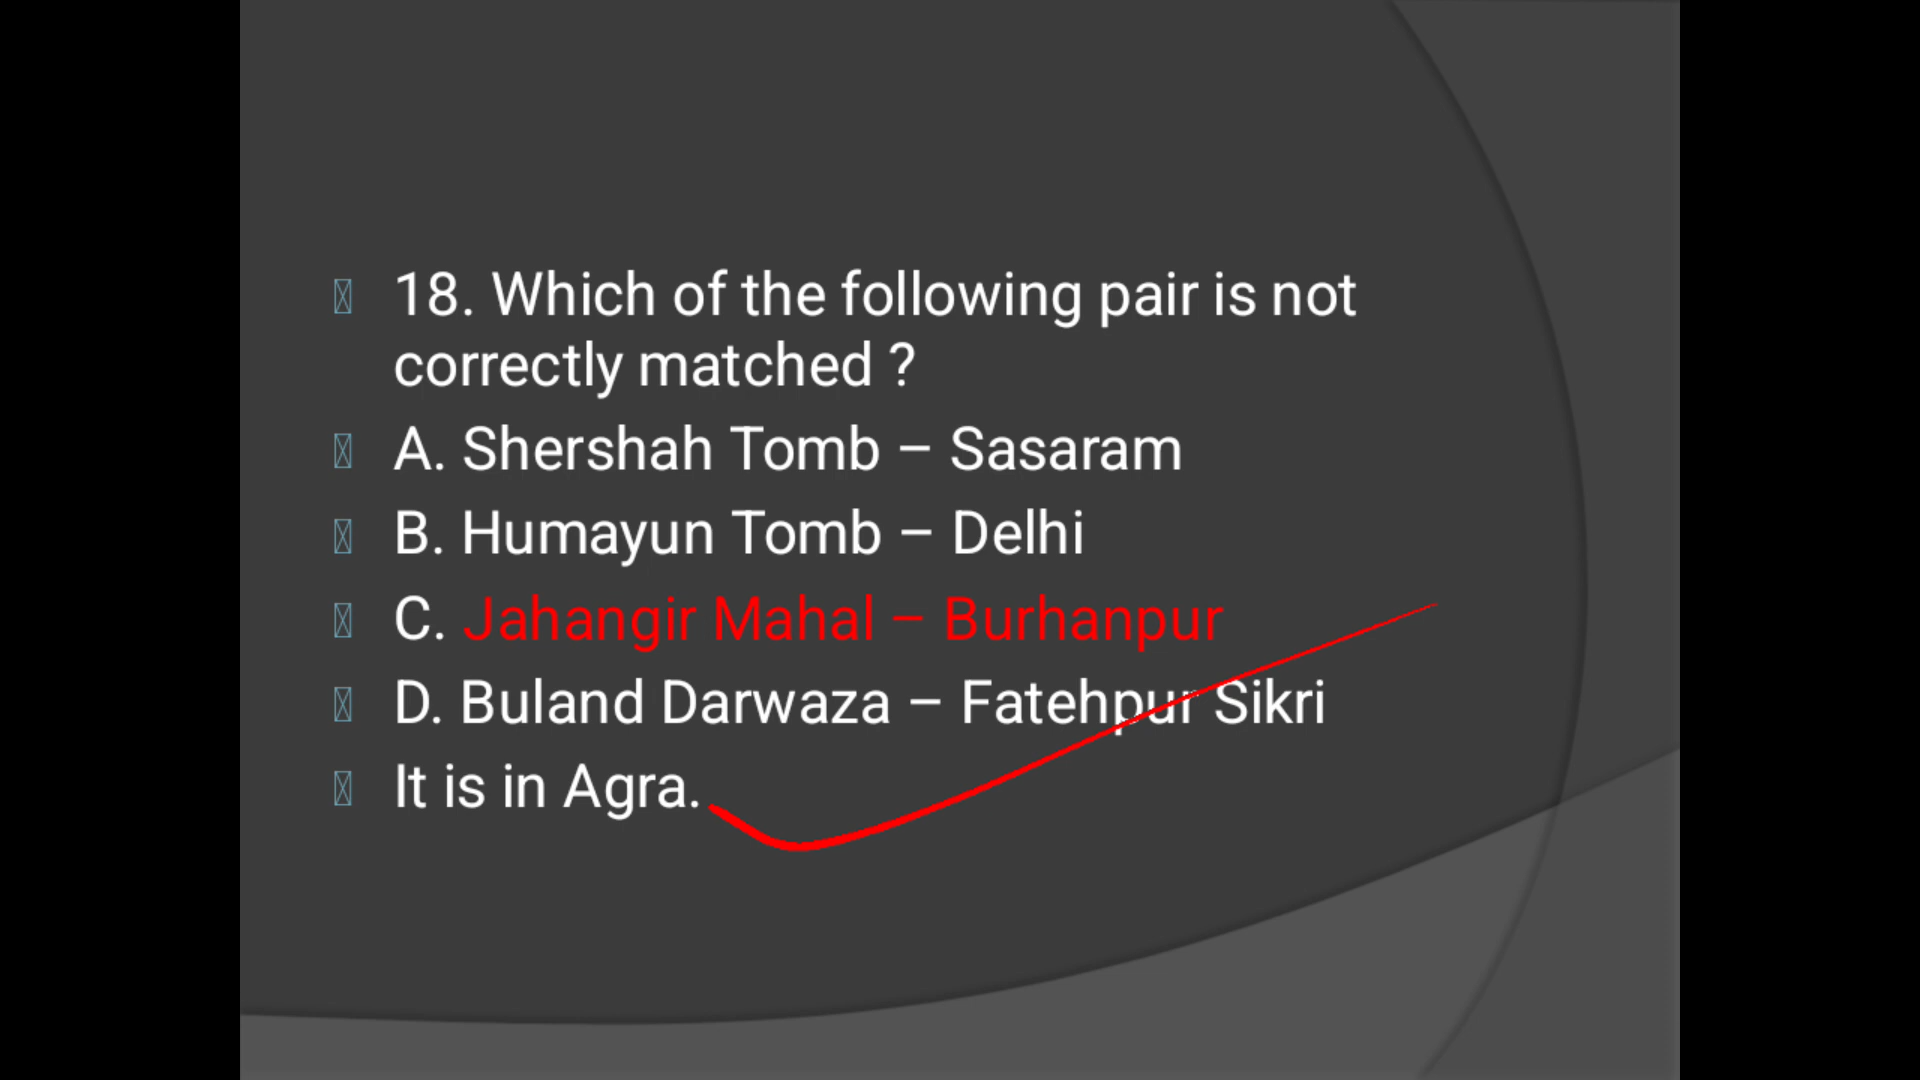 18. Which of the following pair is not
correctly matched ?
A. Shershah Tomb – Sasaram
B. Humayun Tomb – Delhi
C. Jahangir Mahal – Burhanpur
D. Buland Darwaza – Fatehpur Sikri
It is in Agra.